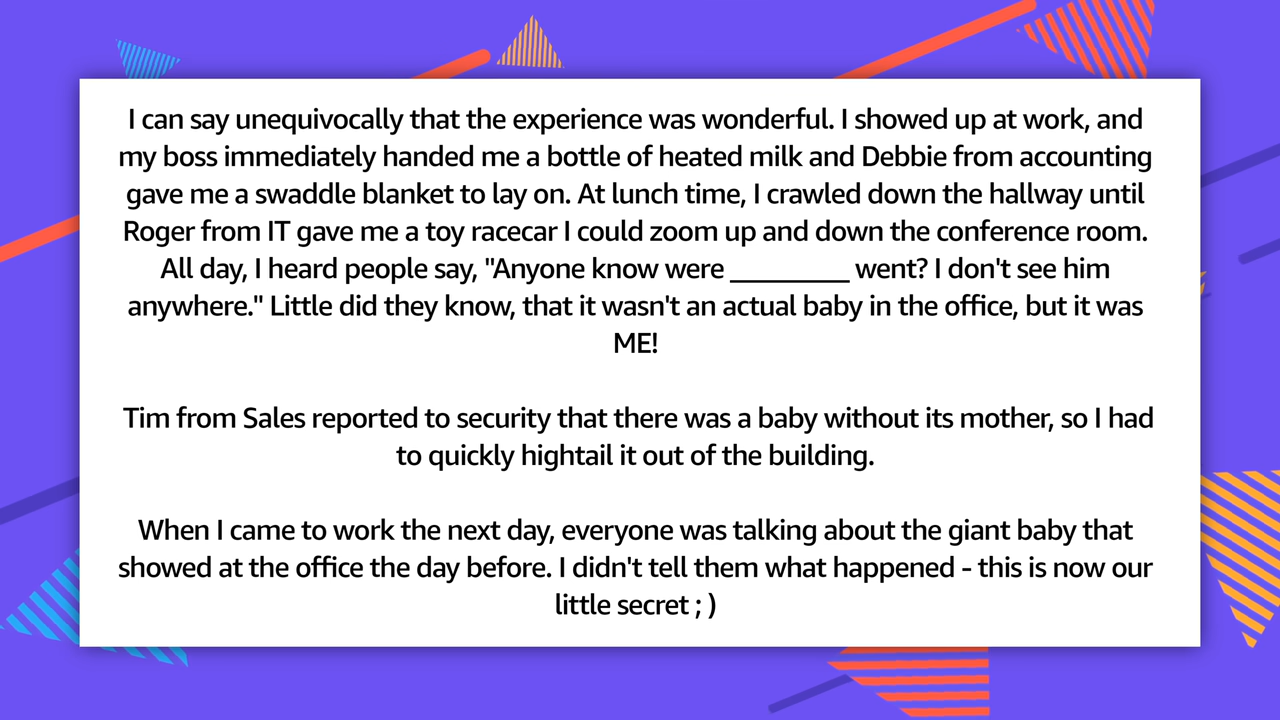 I can say unequivocally that the experience was wonderful. I showed up at work, and
my boss immediately handed me a bottle of heated milk and Debbie from accounting
gave me a swaddle blanket to lay on. At lunch time, I crawled down the hallway until
Roger from IT gave me a toy racecar I could zoom up and down the conference room.
All day, I heard people say, "Anyone know were _________ went? I don't see him
anywhere." Little did they know, that it wasn't an actual baby in the office, but it was
ME!
Tim from Sales reported to security that there was a baby without its mother, so I had
to quickly hightail it out of the building.
When I came to work the next day, everyone was talking about the giant baby that
showed at the office the day before. I didn't tell them what happened - this is now our
little secret ; )